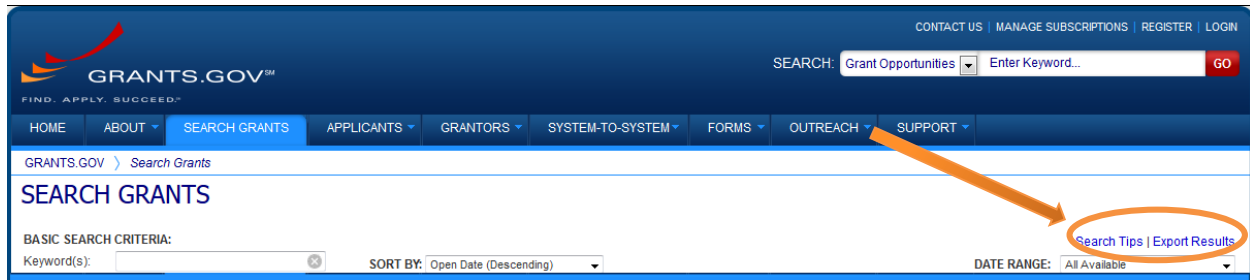 CONTACT US | MANAGE SUBSCRIPTIONS | REGISTER | LOGIN
GRANTS.GOV℠
SEARCH: Grant Opportunities Enter Keyword... GO
FIND. APPLY. SUCCEED.℠
HOME ABOUT SEARCH GRANTS APPLICANTS GRANTORS SYSTEM-TO-SYSTEM FORMS OUTREACH SUPPORT
GRANTS.GOV 〉 Search Grants
SEARCH GRANTS
BASIC SEARCH CRITERIA: Search Tips | Export Results
Keyword(s): SORT BY: Open Date (Descending) DATE RANGE: All Available